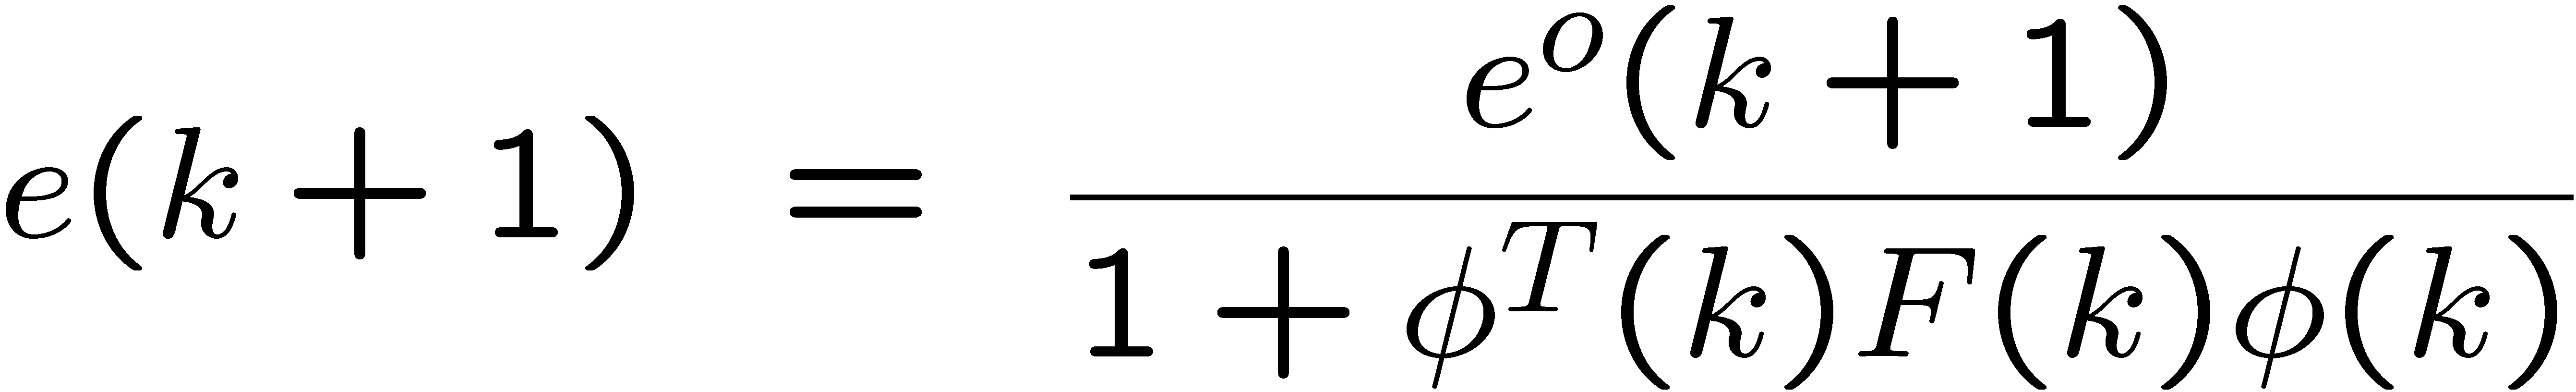 e(k + 1) = \frac{e^o(k + 1)}{1 + \phi^T(k)F(k)\phi(k)}